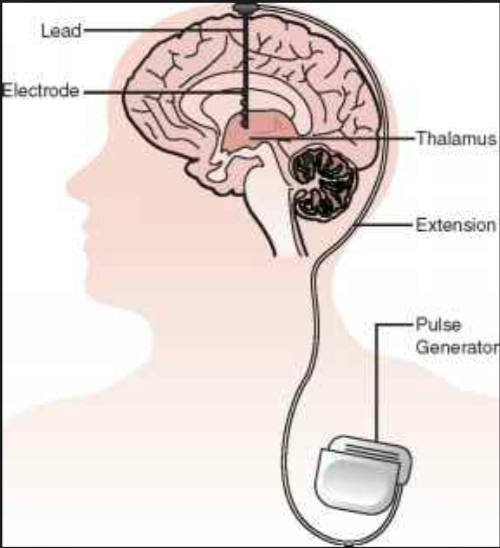 Lead
Electrode
Thalamus
Extension
Pulse
Generator